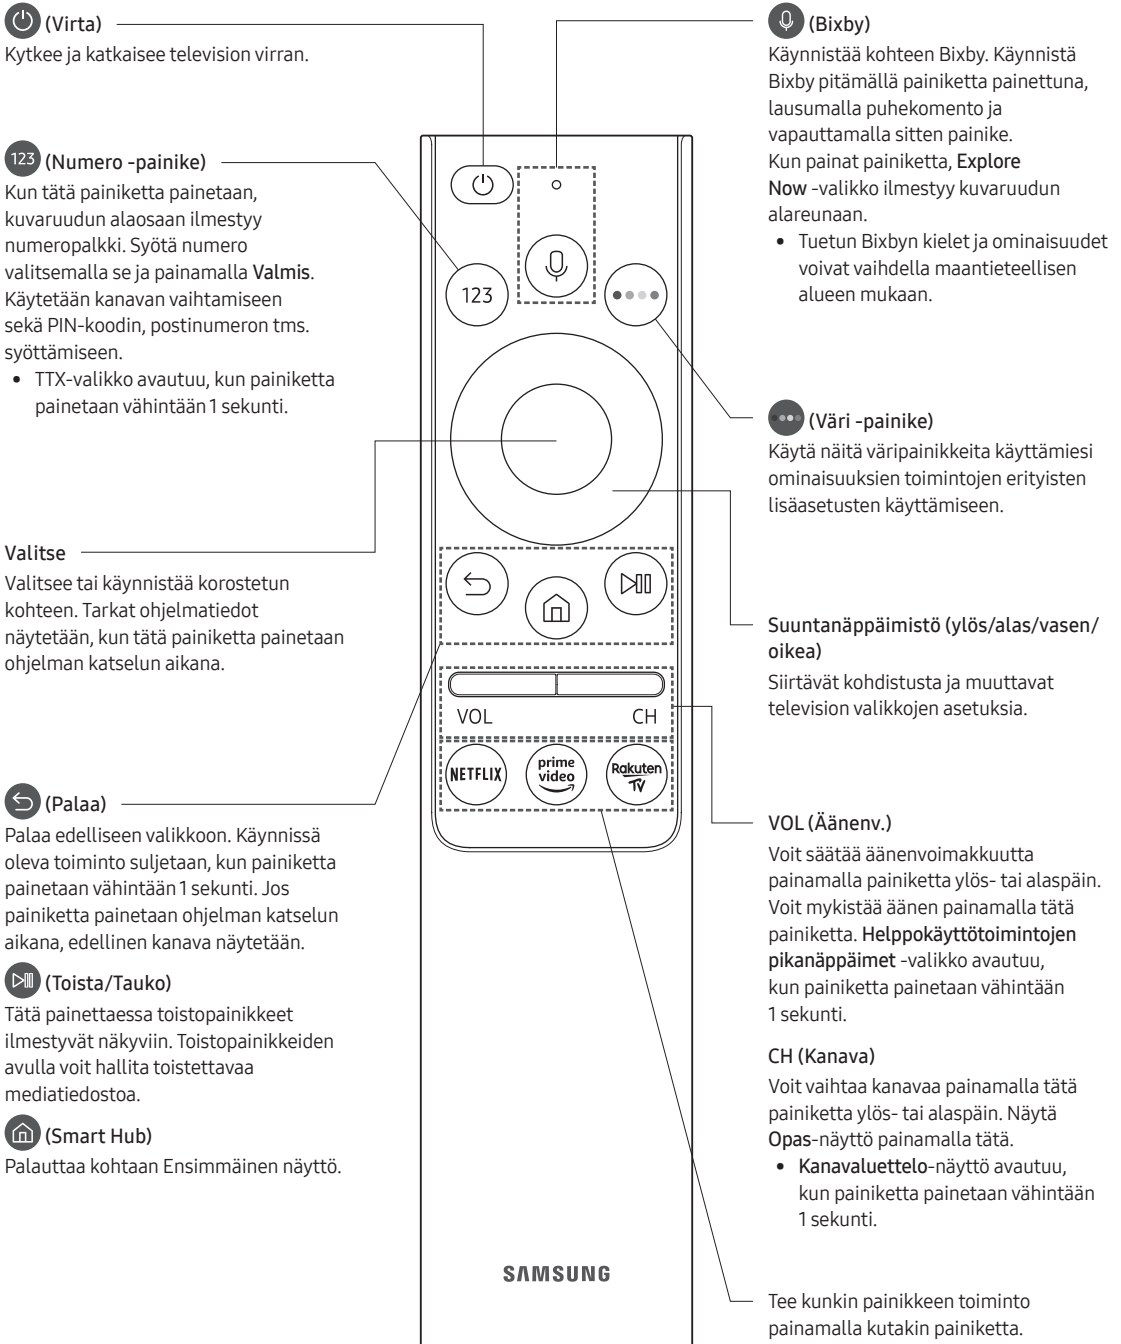 (Virta)
Kytkee ja katkaisee television virran.
123 (Numero -painike)
Kun tätä painiketta painetaan,
kuvaruudun alaosaan ilmestyy
numeropalkki. Syötä numero
valitsemalla se ja painamalla Valmis.
Käytetään kanavan vaihtamiseen
sekä PIN-koodin, postinumeron tms.
syöttämiseen.
• TTX-valikko avautuu, kun painiketta
painetaan vähintään 1 sekunti.
Valitse
Valitsee tai käynnistää korostetun
kohteen. Tarkat ohjelmatiedot
näytetään, kun tätä painiketta painetaan
ohjelman katselun aikana.
(Palaa)
Palaa edelliseen valikkoon. Käynnissä
oleva toiminto suljetaan, kun painiketta
painetaan vähintään 1 sekunti. Jos
painiketta painetaan ohjelman katselun
aikana, edellinen kanava näytetään.
(Toista/Tauko)
Tätä painettaessa toistopainikkeet
ilmestyvät näkyviin. Toistopainikkeiden
avulla voit hallita toistettavaa
mediatiedostoa.
(Smart Hub)
Palauttaa kohtaan Ensimmäinen näyttö.
123
VOL
CH
NETFLIX
prime
video
Rakuten
TV
SAMSUNG
(Bixby)
Käynnistää kohteen Bixby. Käynnistä
Bixby pitämällä painiketta painettuna,
lausumalla puhekomento ja
vapauttamalla sitten painike.
Kun painat painiketta, Explore
Now -valikko ilmestyy kuvaruudun
alareunaan.
• Tuetun Bixbyn kielet ja ominaisuudet
voivat vaihdella maantieteellisen
alueen mukaan.
(Väri -painike)
Käytä näitä väripainikkeita käyttämiesi
ominaisuuksien toimintojen erityisten
lisäasetusten käyttämiseen.
Suuntanäppäimistö (ylös/alas/vasen/
oikea)
Siirtävät kohdistusta ja muuttavat
television valikkojen asetuksia.
VOL (Äänenv.)
Voit säätää äänenvoimakkuutta
painamalla painiketta ylös- tai alaspäin.
Voit mykistää äänen painamalla tätä
painiketta. Helppokäyttötoimintojen
pikanäppäimet -valikko avautuu,
kun painiketta painetaan vähintään
1 sekunti.
CH (Kanava)
Voit vaihtaa kanavaa painamalla tätä
painiketta ylös- tai alaspäin. Näytä
Opas-näyttö painamalla tätä.
• Kanavaluettelo-näyttö avautuu,
kun painiketta painetaan vähintään
1 sekunti.
Tee kunkin painikkeen toiminto
painamalla kutakin painiketta.